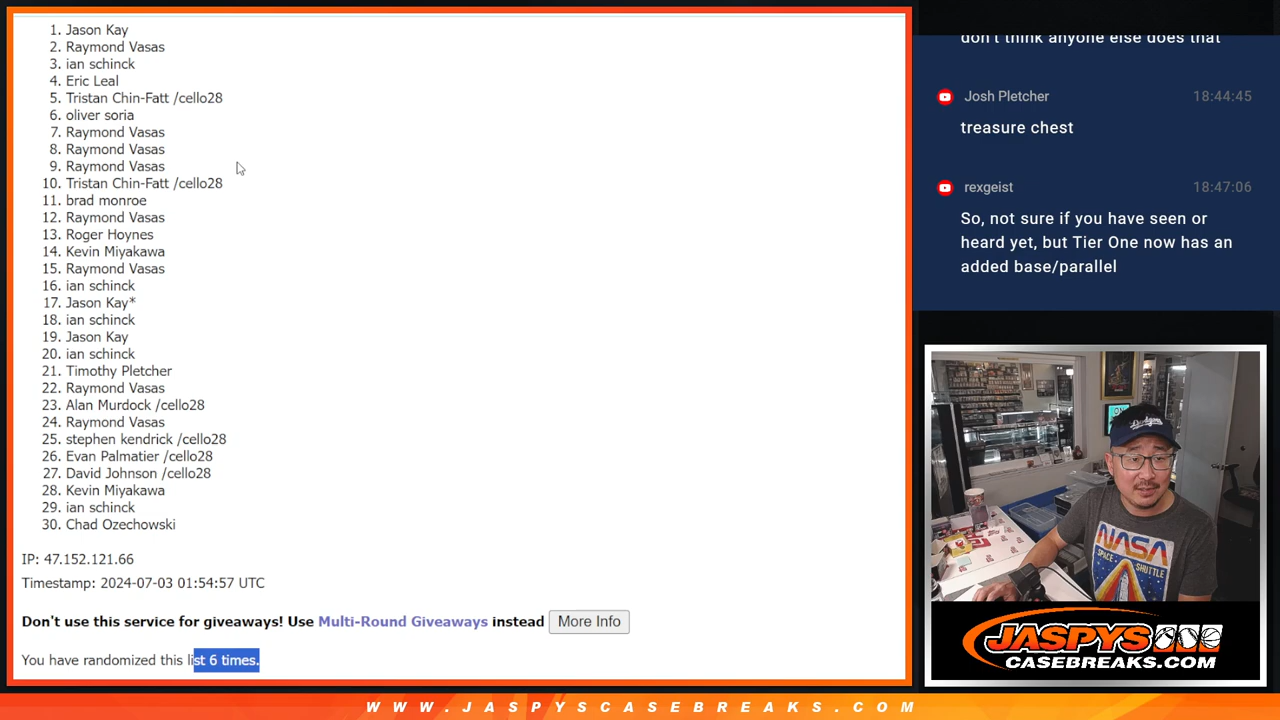 1. Jason Kay
2. Raymond Vasas
3. ian schinck
4. Eric Leal
5. Tristan Chin-Fatt /cello28
6. oliver soria
7. Raymond Vasas
8. Raymond Vasas
9. Raymond Vasas
10. Tristan Chin-Fatt /cello28
11. brad monroe
12. Raymond Vasas
13. Roger Hoynes
14. Kevin Miyakawa
15. Raymond Vasas
16. ian schinck
17. Jason Kay*
18. ian schinck
19. Jason Kay
20. ian schinck
21. Timothy Pletcher
22. Raymond Vasas
23. Alan Murdock /cello28
24. Raymond Vasas
25. stephen kendrick /cello28
26. Evan Palmatier /cello28
27. David Johnson /cello28
28. Kevin Miyakawa
29. ian schinck
30. Chad Ozechowski
IP: 47.152.121.66
Timestamp: 2024-07-03 01:54:57 UTC
Don't use this service for giveaways! Use Multi-Round Giveaways instead More Info
You have randomized this list 6 times.
don't think anyone else does that
Josh Pletcher 18:44:45
treasure chest
rexgeist 18:47:06
So, not sure if you have seen or
heard yet, but Tier One now has an
added base/parallel
NASA
SPACE SHUTTLE
JASPYS
CASEBREAKS.COM
WWW.JASPYSCASEBREAKS.COM